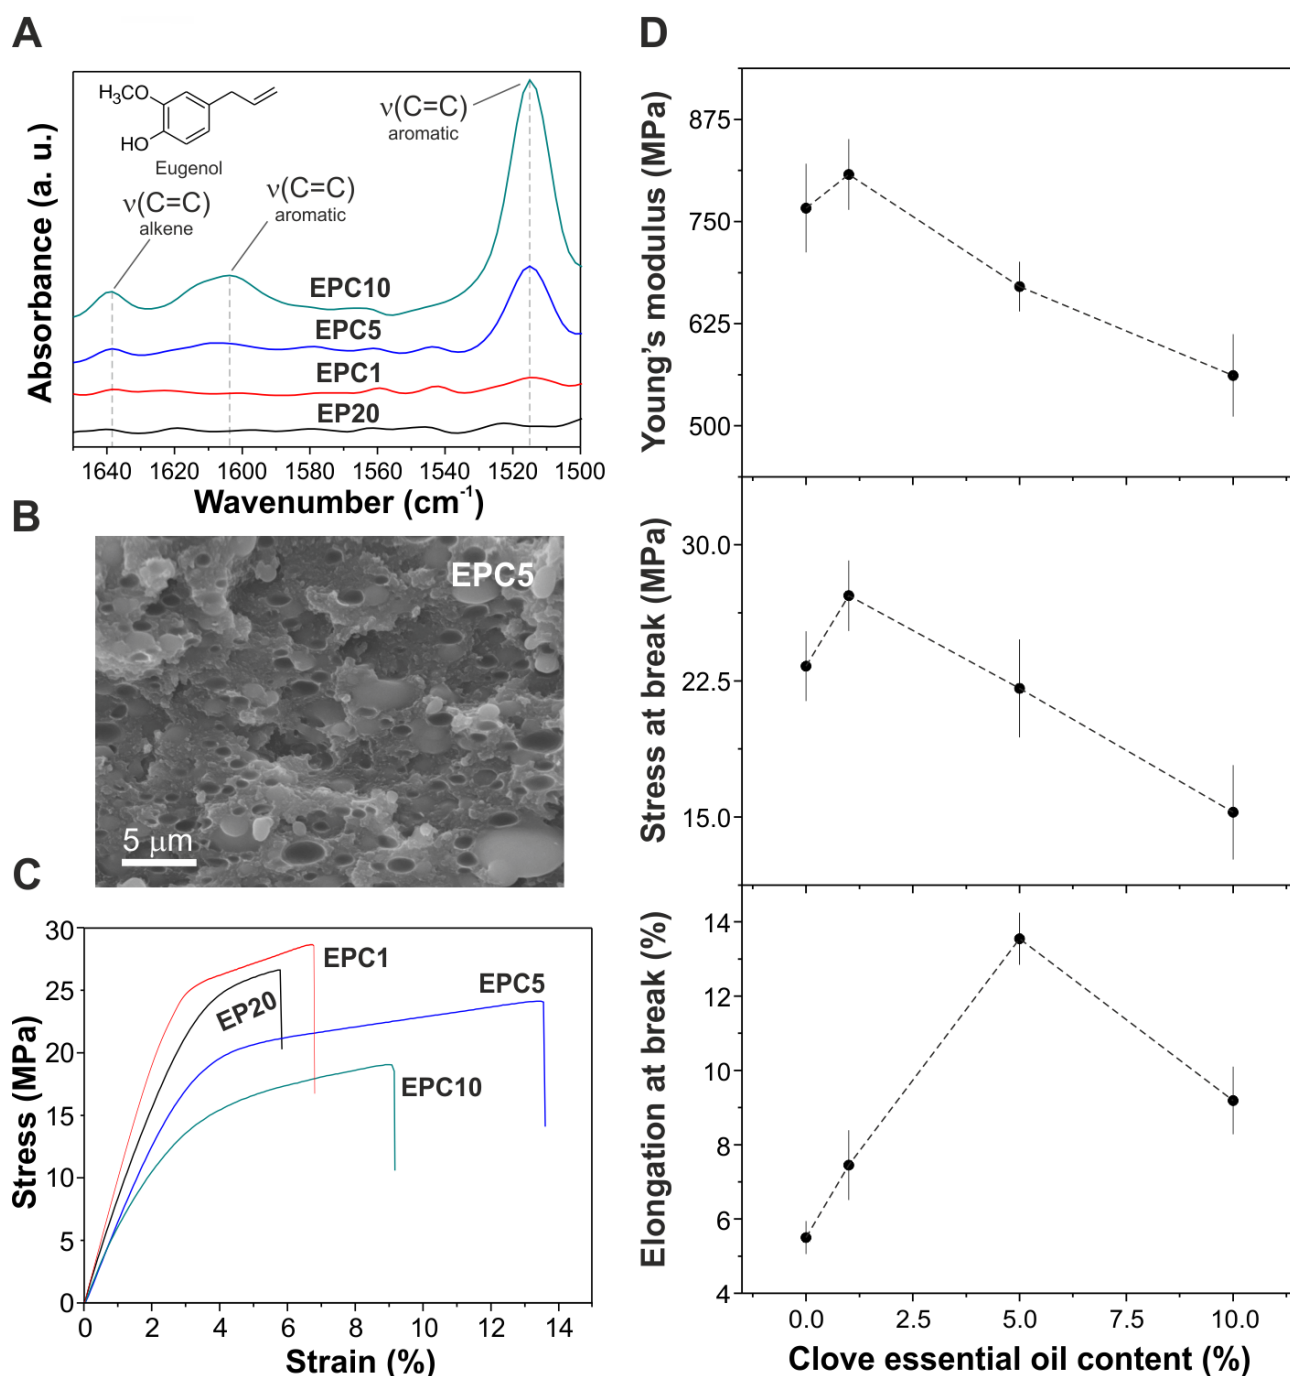 A
H₃CO
HO
Eugenol
ν(C=C)
alkene
ν(C=C)
aromatic
ν(C=C)
aromatic
EPC10
EPC5
EPC1
EP20
Absorbance (a. u.)
1640 1620 1600 1580 1560 1540 1520 1500
Wavenumber (cm⁻¹)
B
EPC5
5 μm
C
30
25
20
15
10
5
0
Stress (MPa)
EPC1
EP20
EPC5
EPC10
0 2 4 6 8 10 12 14
Strain (%)
D
875
750
625
500
Young's modulus (MPa)
30.0
22.5
15.0
Stress at break (MPa)
14
12
10
8
6
4
Elongation at break (%)
0.0 2.5 5.0 7.5 10.0
Clove essential oil content (%)